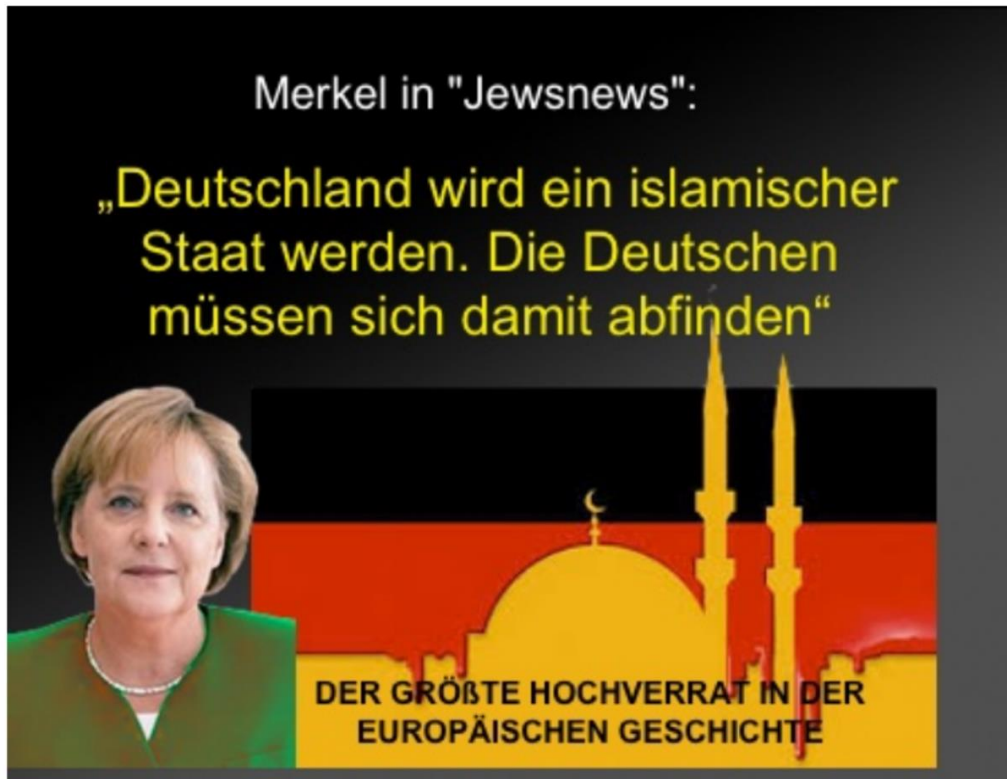 Merkel in "Jewsnews":
„Deutschland wird ein islamischer
Staat werden. Die Deutschen
müssen sich damit abfinden“
DER GRÖßTE HOCHVERRAT IN DER
EUROPÄISCHEN GESCHICHTE